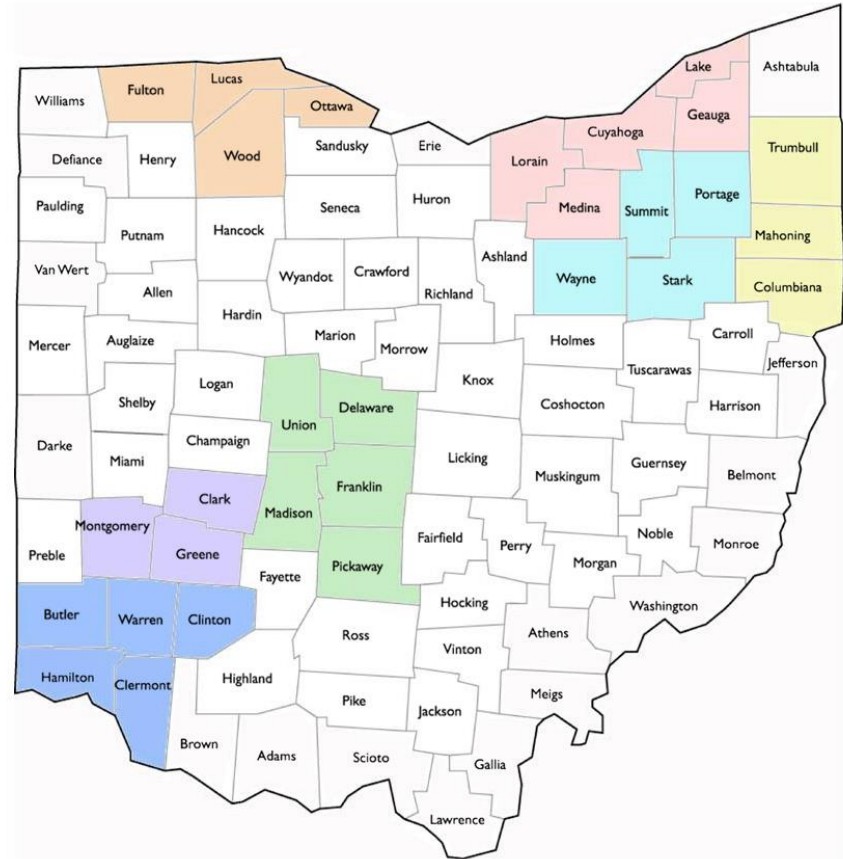 Lake
Ashtabula
Lucas
Fulton
Williams
Geauga
Ottawa
Cuyahoga
Sandusky
Erie
Trumbull
Wood
Henry
Defiance
Lorain
Portage
Huron
Paulding
Seneca
Medina
Summit
Hancock
Putnam
Mahoning
Ashland
Van Wert
Wyandot
Crawford
Wayne
Stark
Columbiana
Allen
Richland
Hardin
Carroll
Marion
Holmes
Auglaize
Mercer
Morrow
Jefferson
Tuscarawas
Knox
Logan
Shelby
Delaware
Coshocton
Harrison
Union
Champaign
Darke
Licking
Miami
Guernsey
Belmont
Muskingum
Franklin
Clark
Madison
Montgomery
Noble
Fairfield
Perry
Monroe
Preble
Greene
Morgan
Pickaway
Fayette
Hocking
Washington
Butler
Warren
Clinton
Athens
Ross
Vinton
Hamilton
Highland
Clermont
Meigs
Pike
Jackson
Brown
Adams
Scioto
Gallia
Lawrence